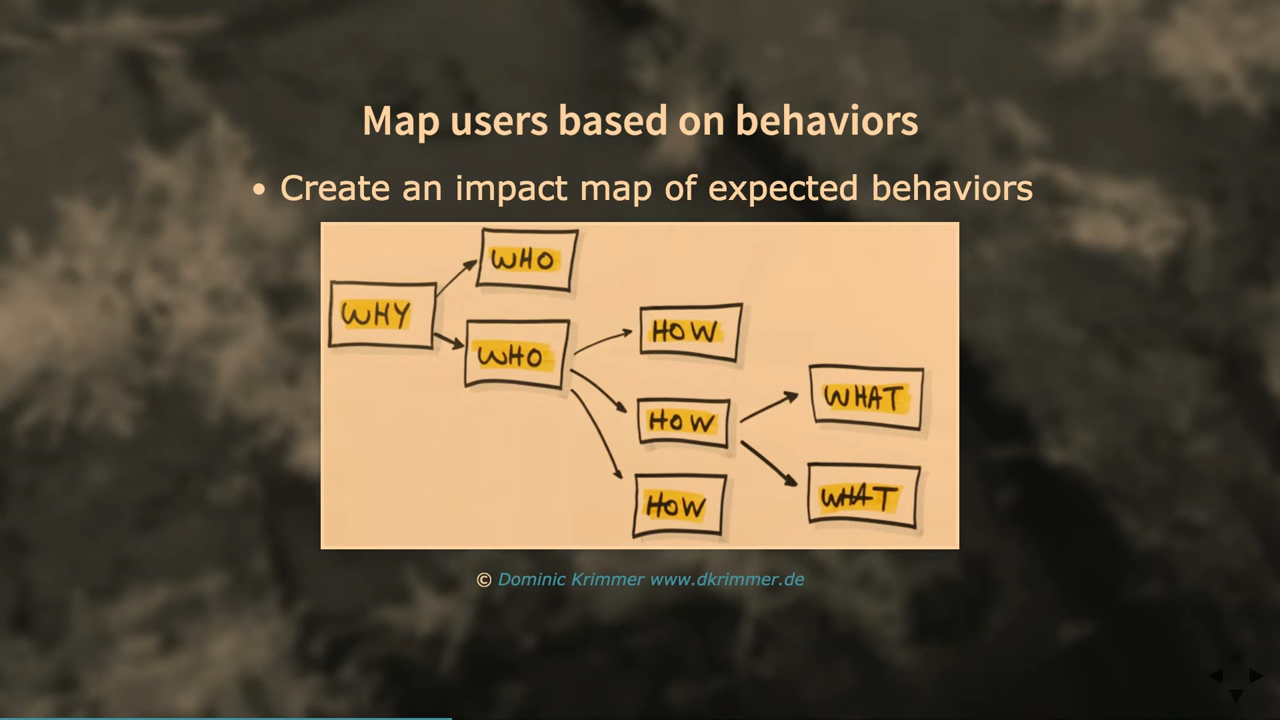 Map users based on behaviors
• Create an impact map of expected behaviors
WHO
WHY
WHO
HOW
HOW
HOW
WHAT
WHAT
© Dominic Krimmer www.dkrimmer.de